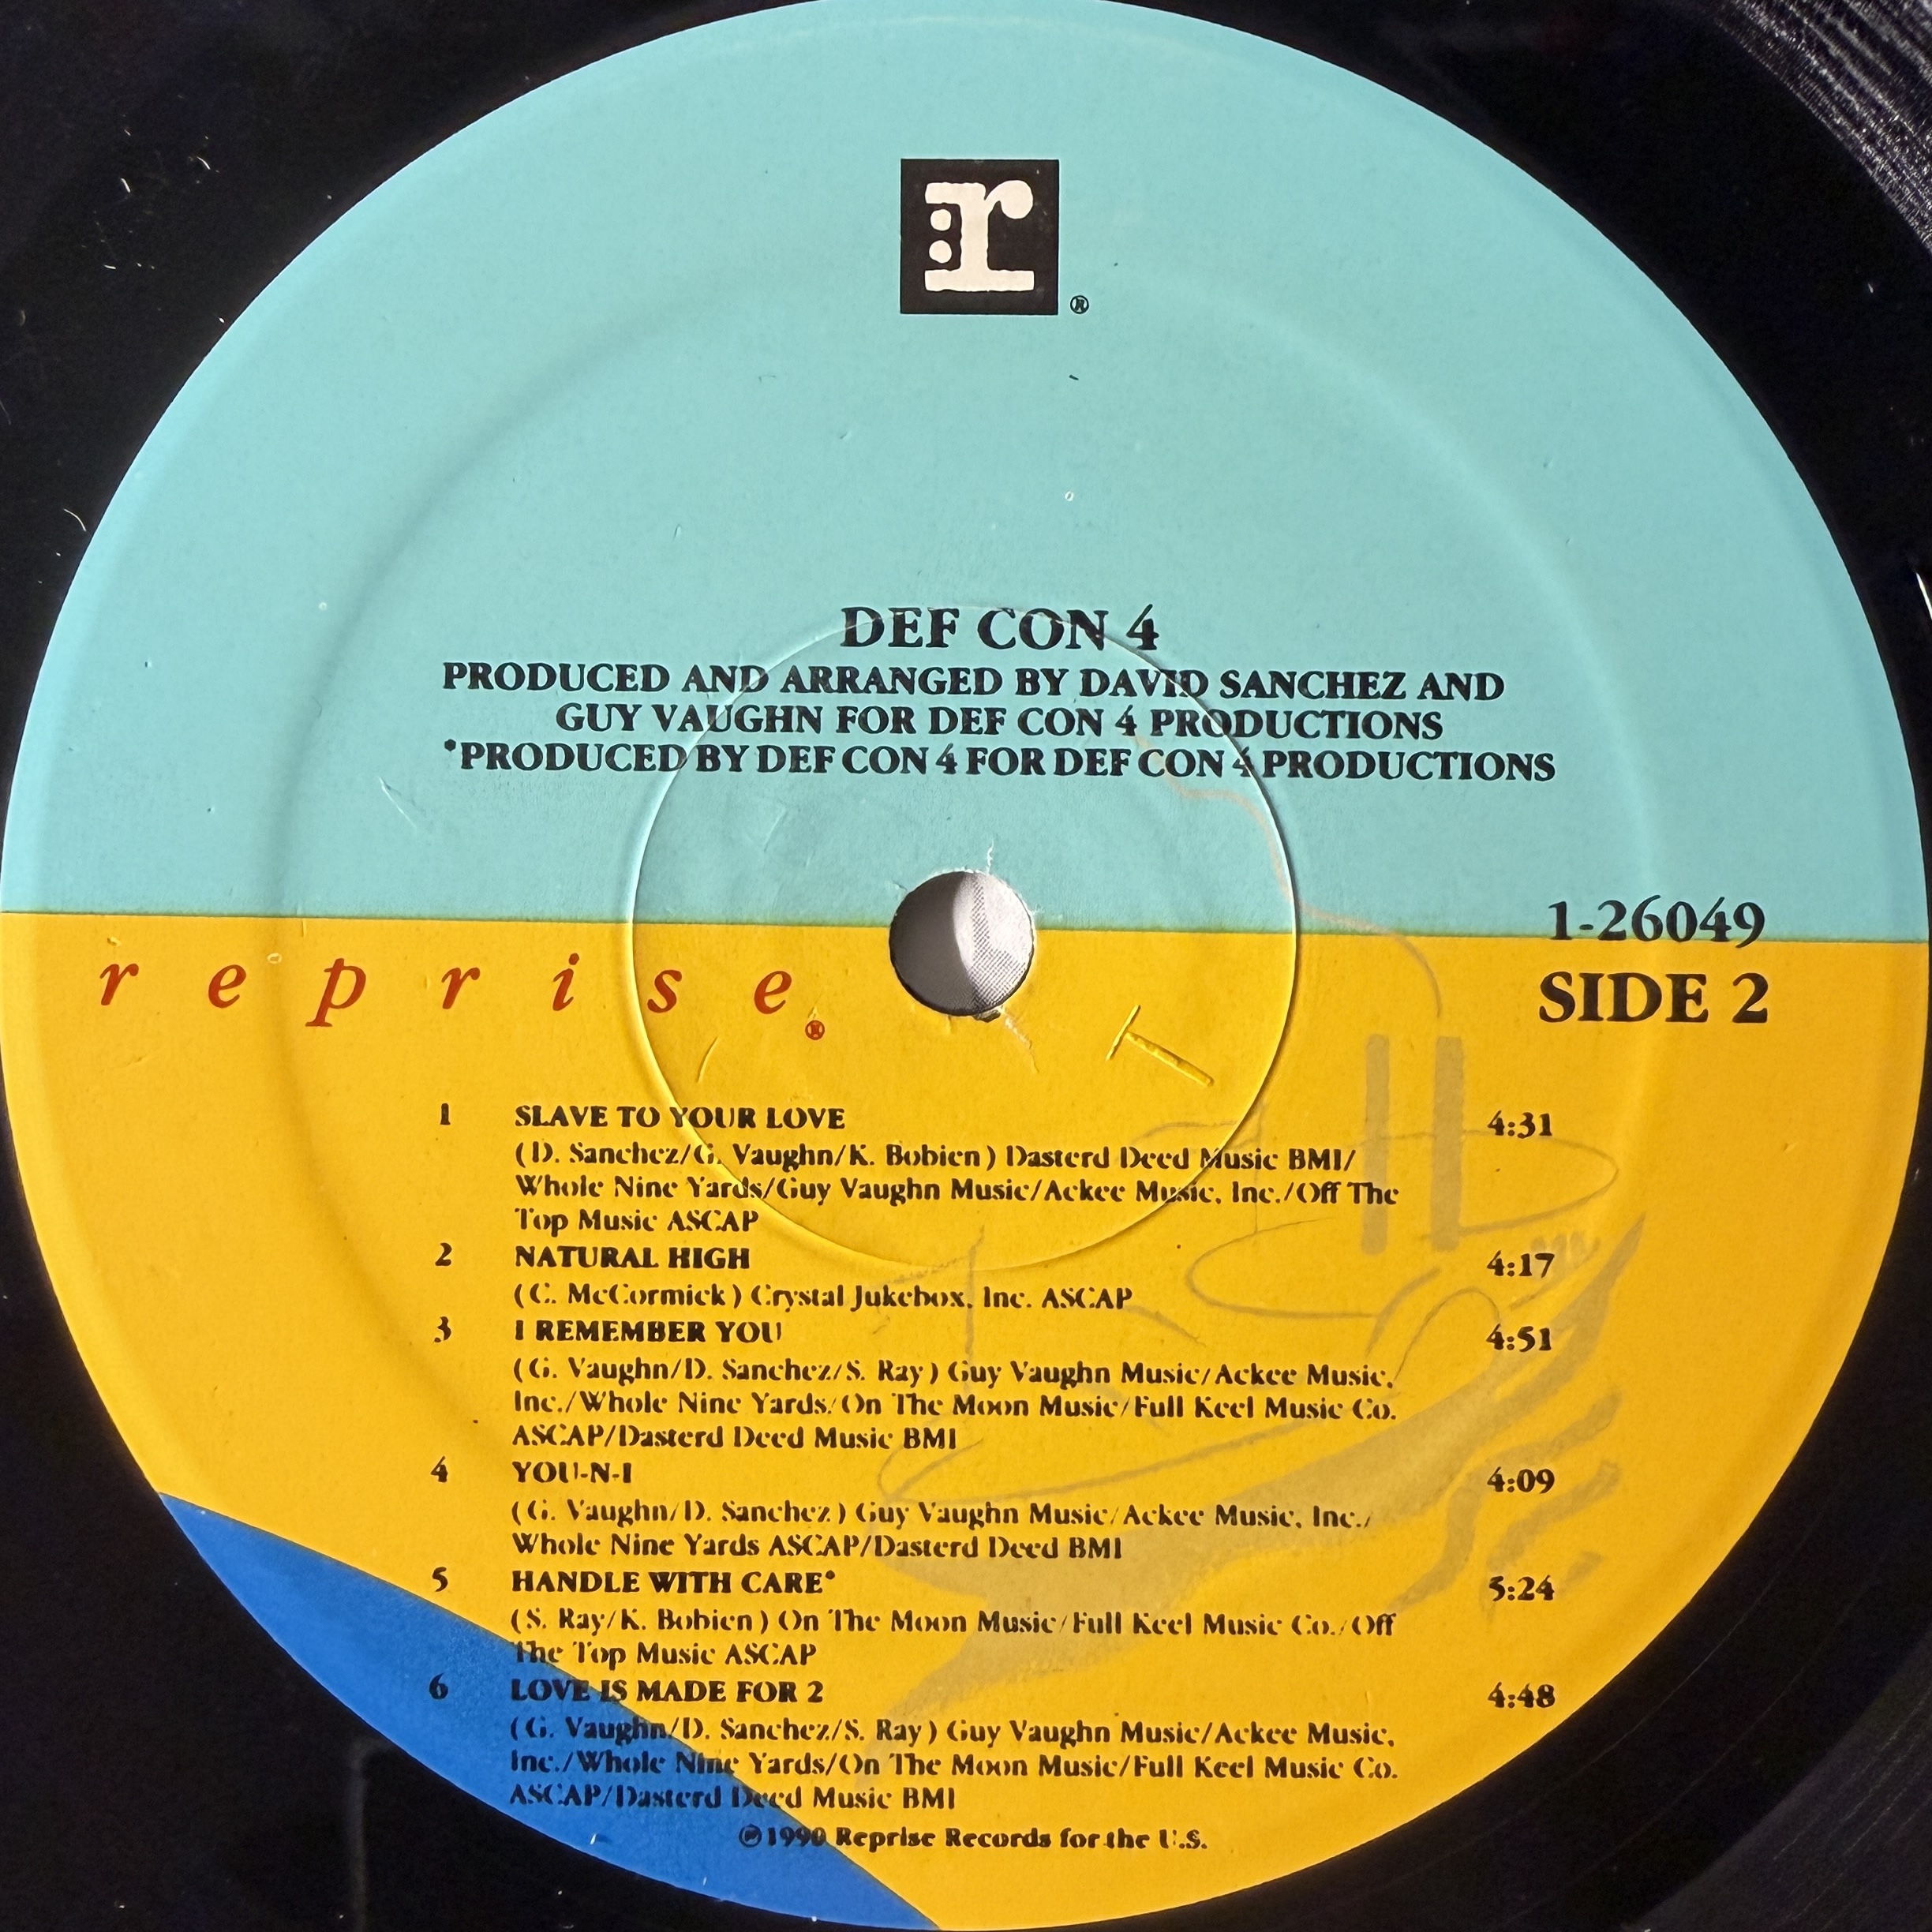 r®
DEF CON 4
PRODUCED AND ARRANGED BY DAVID SANCHEZ AND
GUY VAUGHN FOR DEF CON 4 PRODUCTIONS
*PRODUCED BY DEF CON 4 FOR DEF CON 4 PRODUCTIONS
1-26049
reprise®
SIDE 2
1 SLAVE TO YOUR LOVE 4:31
(D. Sanchez/G. Vaughn/K. Bobien) Dasterd Deed Music BMI/
Whole Nine Yards/Guy Vaughn Music/Ackee Music, Inc./Off The
Top Music ASCAP
2 NATURAL HIGH 4:17
(C. McCormick) Crystal Jukebox, Inc. ASCAP
3 I REMEMBER YOU 4:51
(G. Vaughn/D. Sanchez/S. Ray) Guy Vaughn Music/Ackee Music,
Inc./Whole Nine Yards/On The Moon Music/Full Keel Music Co.
ASCAP/Dasterd Deed Music BMI
4 YOU-N-I 4:09
(G. Vaughn/D. Sanchez) Guy Vaughn Music/Ackee Music, Inc./
Whole Nine Yards ASCAP/Dasterd Deed BMI
5 HANDLE WITH CARE* 5:24
(S. Ray/K. Bobien) On The Moon Music/Full Keel Music Co./Off
The Top Music ASCAP
6 LOVE IS MADE FOR 2 4:48
(G. Vaughn/D. Sanchez/S. Ray) Guy Vaughn Music/Ackee Music,
Inc./Whole Nine Yards/On The Moon Music/Full Keel Music Co.
ASCAP/Dasterd Deed Music BMI
℗1990 Reprise Records for the U.S.